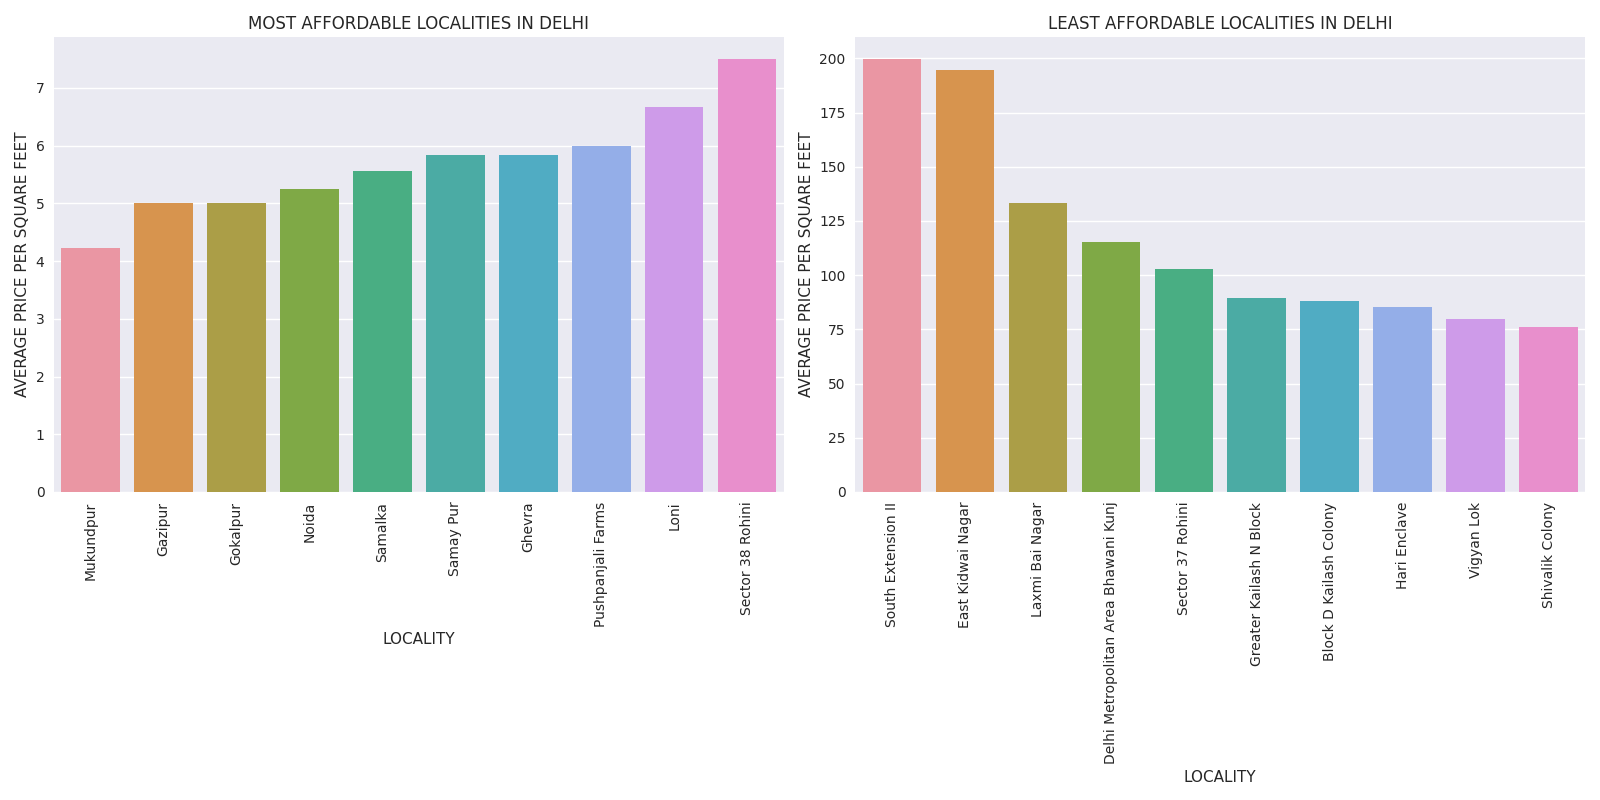 MOST AFFORDABLE LOCALITIES IN DELHI
AVERAGE PRICE PER SQUARE FEET
7
6
5
4
3
2
1
0
Mukundpur
Gazipur
Gokalpur
Noida
Samalka
Samay Pur
Ghevra
Pushpanjali Farms
Loni
Sector 38 Rohini
LOCALITY
LEAST AFFORDABLE LOCALITIES IN DELHI
AVERAGE PRICE PER SQUARE FEET
200
175
150
125
100
75
50
25
0
South Extension II
East Kidwai Nagar
Laxmi Bai Nagar
Delhi Metropolitan Area Bhawani Kunj
Sector 37 Rohini
Greater Kailash N Block
Block D Kailash Colony
Hari Enclave
Vigyan Lok
Shivalik Colony
LOCALITY